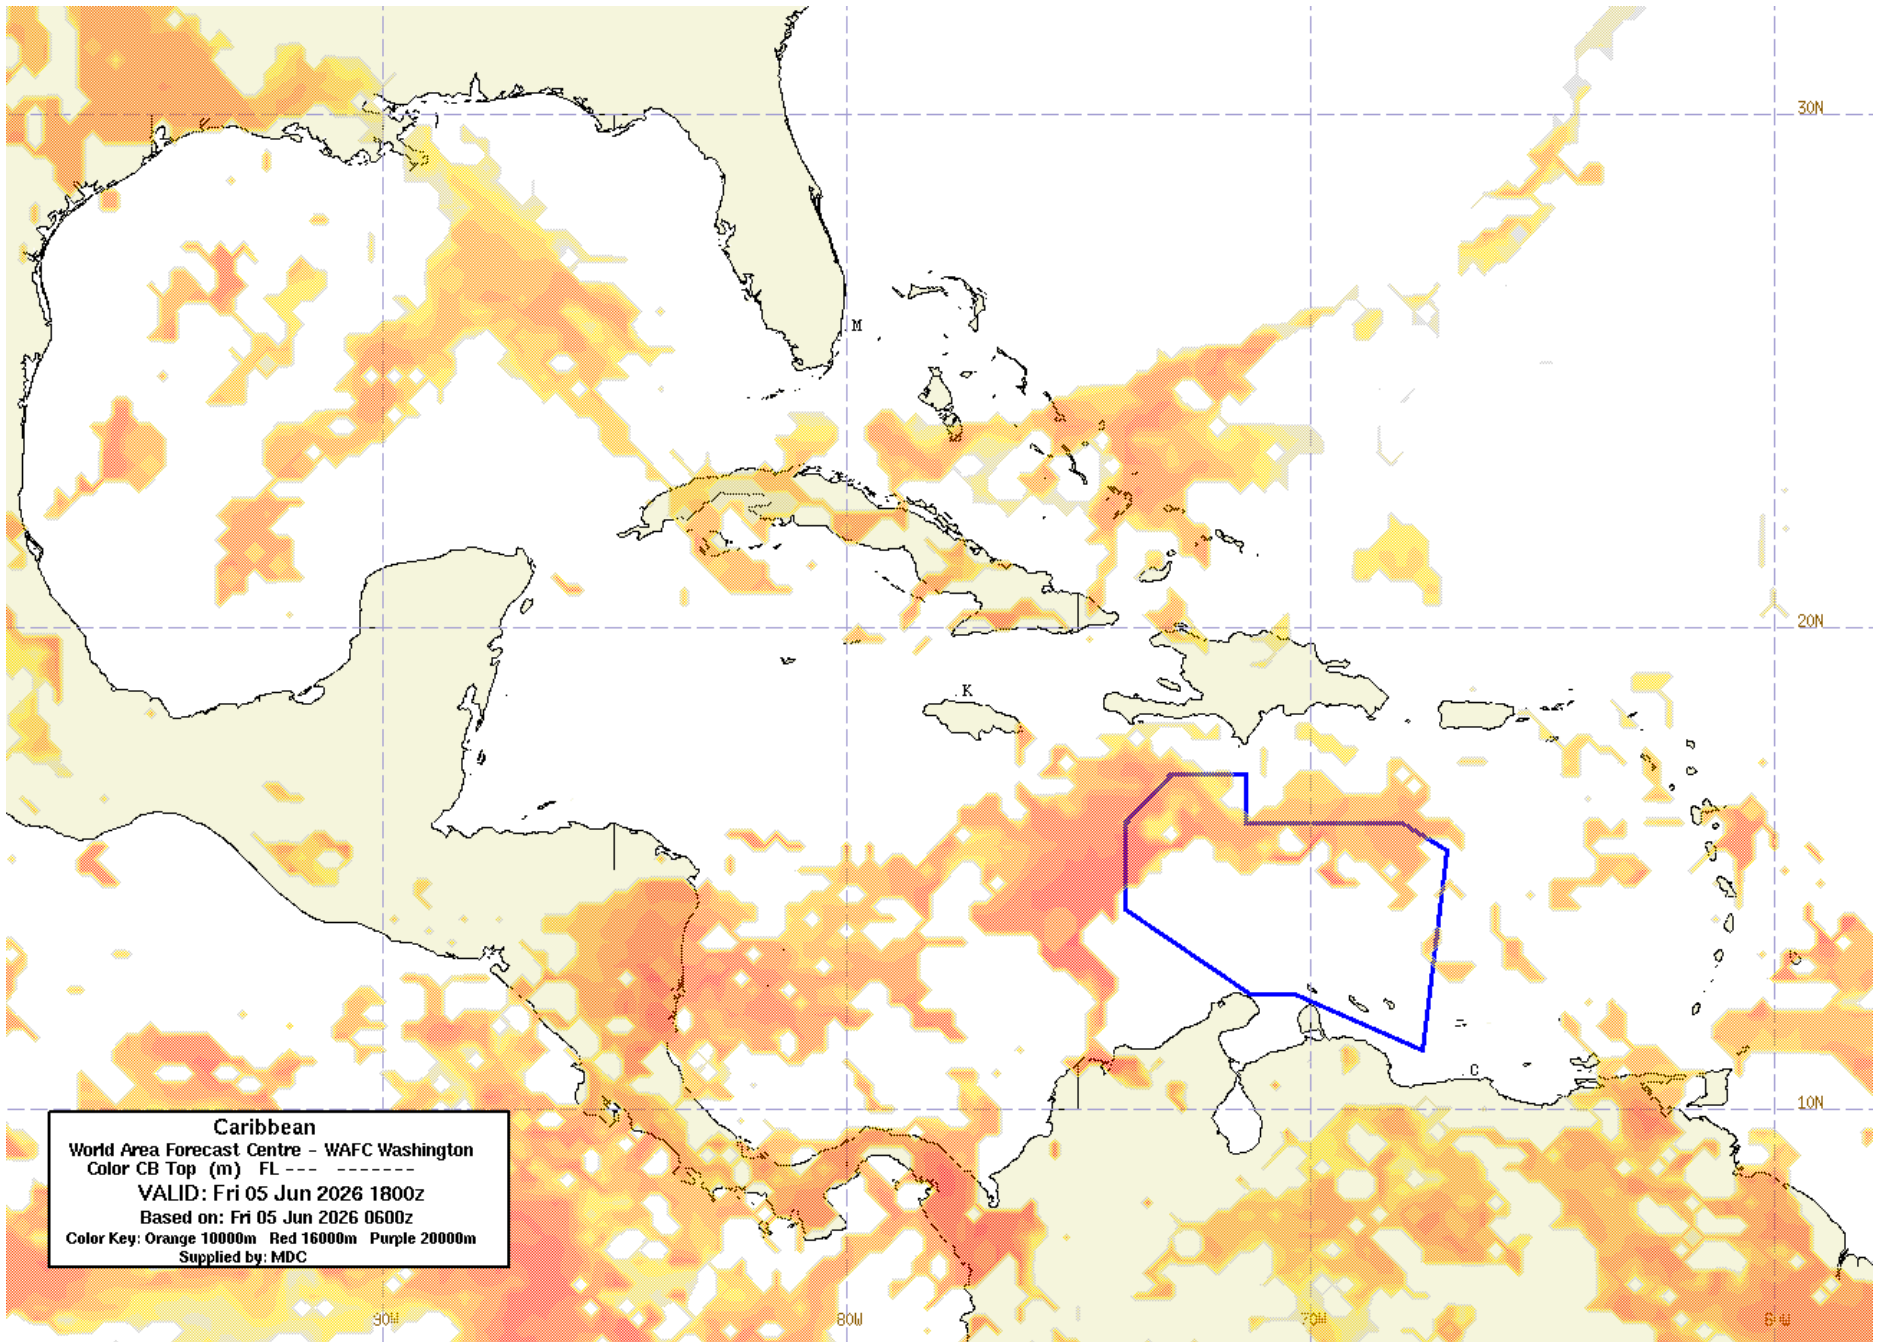 30N
M
20N
K
C
10N
Caribbean
World Area Forecast Centre - WAFC Washington
Color CB Top (m) FL --- -------
VALID: Fri 05 Jun 2026 1800z
Based on: Fri 05 Jun 2026 0600z
Color Key: Orange 10000m Red 16000m Purple 20000m
Supplied by: MDC
90W 80W 70W